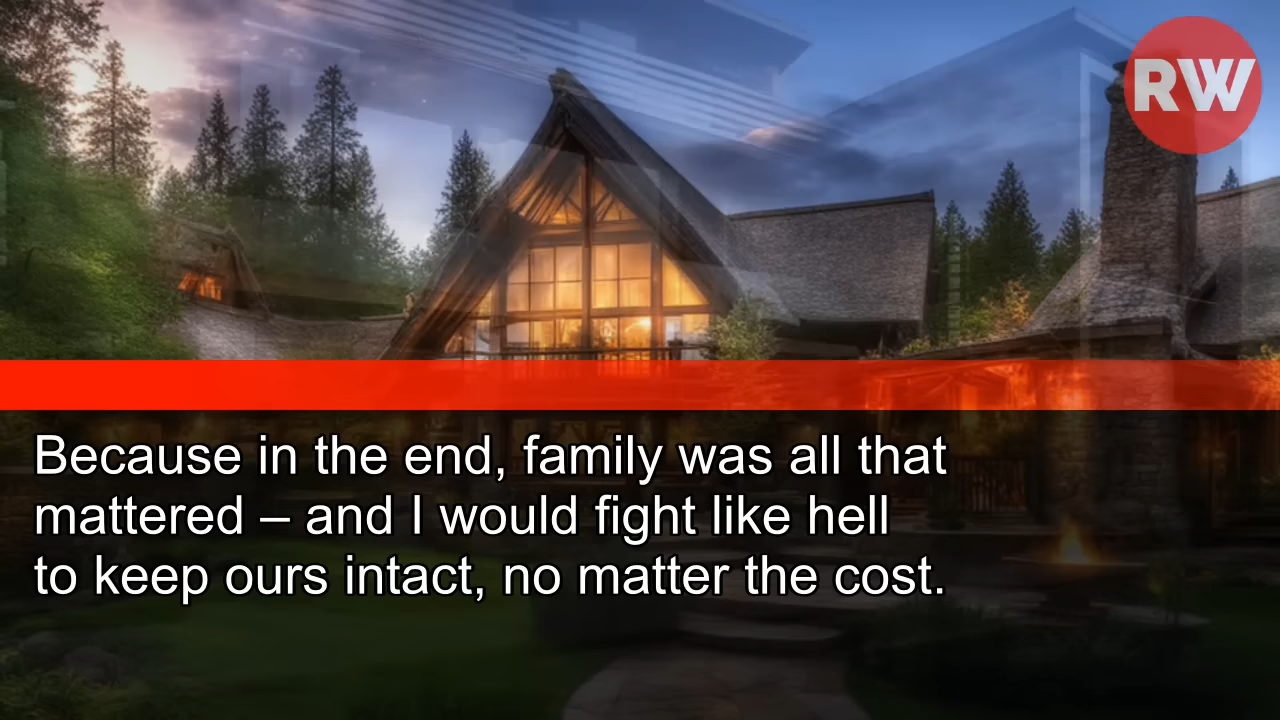 RW
Because in the end, family was all that
mattered – and I would fight like hell
to keep ours intact, no matter the cost.